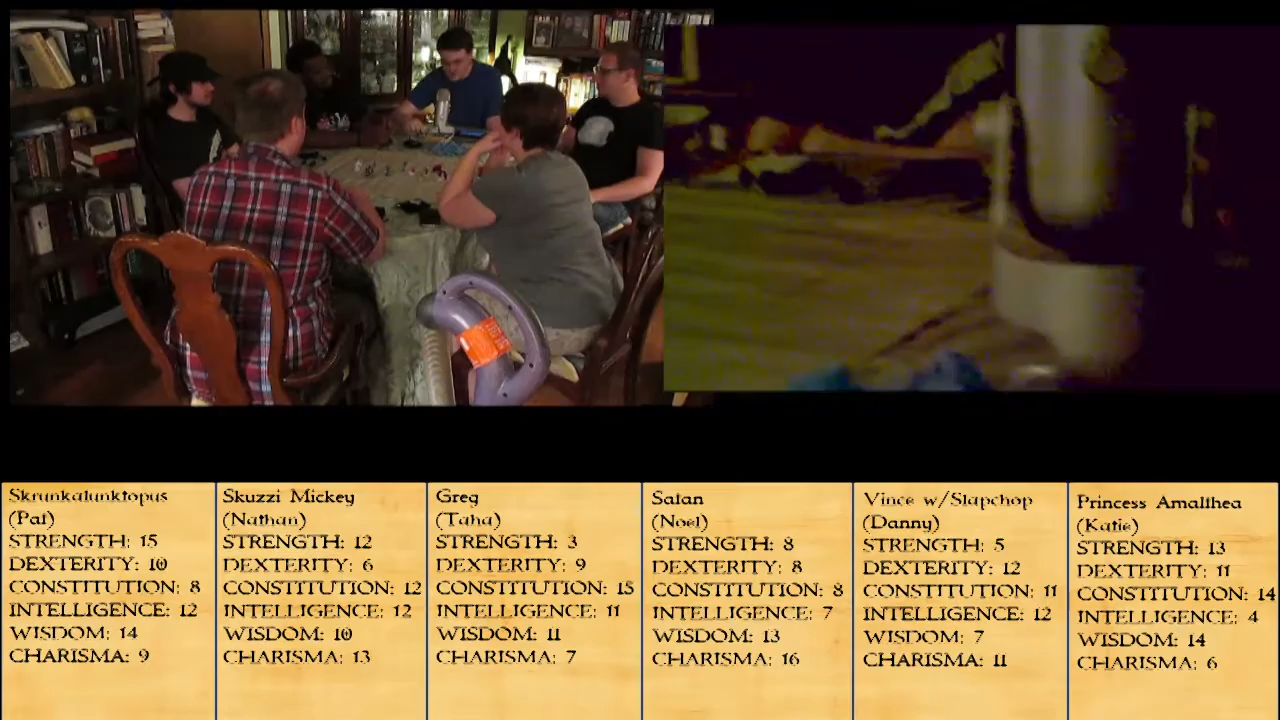 Skrunkalunktopus
(Pat)
STRENGTH: 15
DEXTERITY: 10
CONSTITUTION: 8
INTELLIGENCE: 12
WISDOM: 14
CHARISMA: 9
Skuzzi Mickey
(Nathan)
STRENGTH: 12
DEXTERITY: 6
CONSTITUTION: 12
INTELLIGENCE: 12
WISDOM: 10
CHARISMA: 13
Greg
(Taha)
STRENGTH: 3
DEXTERITY: 9
CONSTITUTION: 15
INTELLIGENCE: 11
WISDOM: 11
CHARISMA: 7
Satan
(Noel)
STRENGTH: 8
DEXTERITY: 8
CONSTITUTION: 8
INTELLIGENCE: 7
WISDOM: 13
CHARISMA: 16
Vince w/Slapchop
(Danny)
STRENGTH: 5
DEXTERITY: 12
CONSTITUTION: 11
INTELLIGENCE: 12
WISDOM: 7
CHARISMA: 11
Princess Amalthea
(Katie)
STRENGTH: 13
DEXTERITY: 11
CONSTITUTION: 14
INTELLIGENCE: 4
WISDOM: 14
CHARISMA: 6